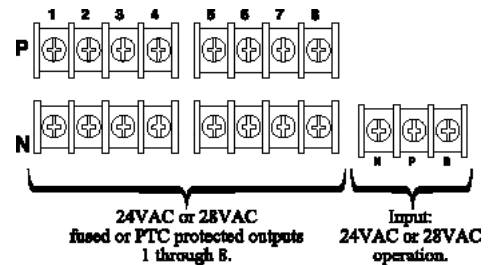 1 2 3 4 5 6 7 8
P
N
N P B
24VAC or 28VAC
fused or PTC protected outputs
1 through 8.
Input:
24VAC or 28VAC
operation.